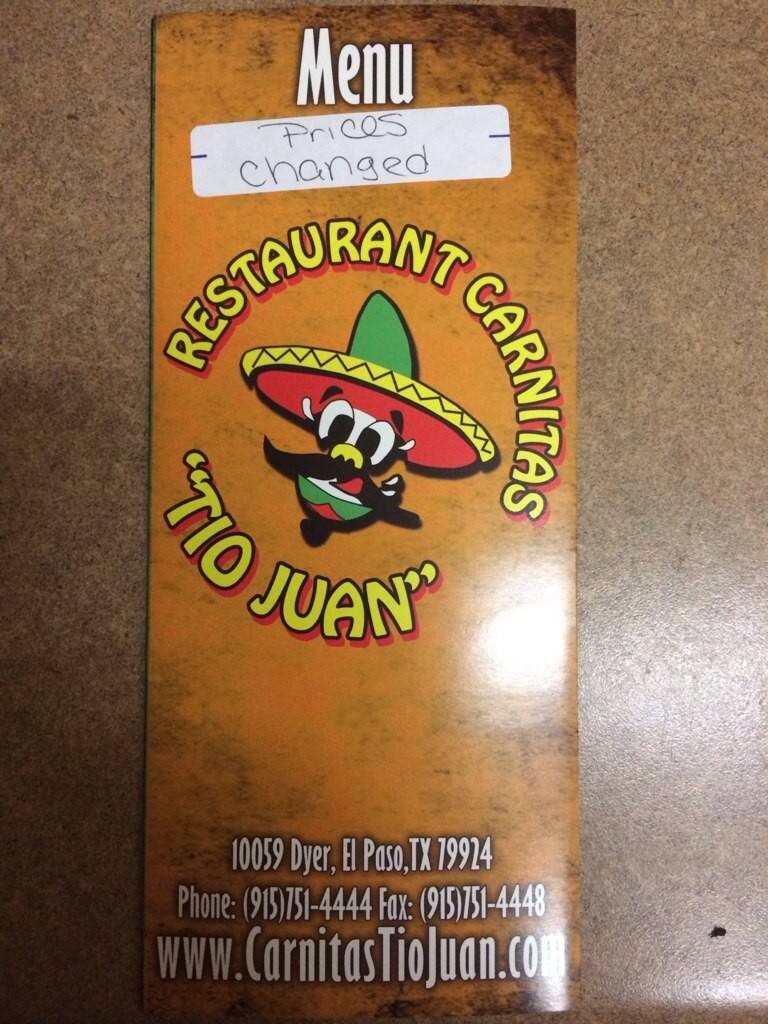 Menu
Prices
changed
RESTAURANT CARNITAS
"TIO JUAN"
10059 Dyer, El Paso,TX 79924
Phone: (915)751-4444 Fax: (915)751-4448
www.CarnitasTioJuan.com